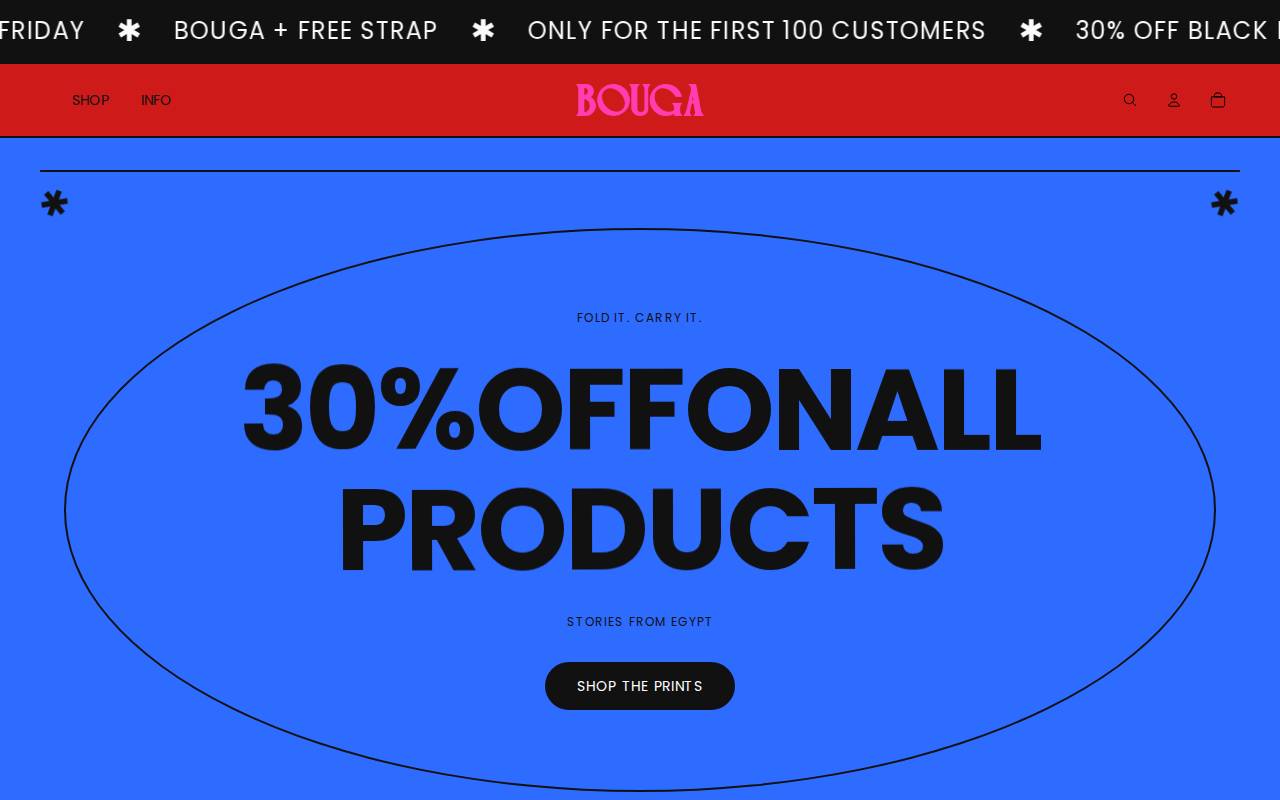 FRIDAY ✱ BOUGA + FREE STRAP ✱ ONLY FOR THE FIRST 100 CUSTOMERS ✱ 30% OFF BLACK
SHOP INFO BOUGA
FOLD IT. CARRY IT.
30%OFFONALL
PRODUCTS
STORIES FROM EGYPT
SHOP THE PRINTS